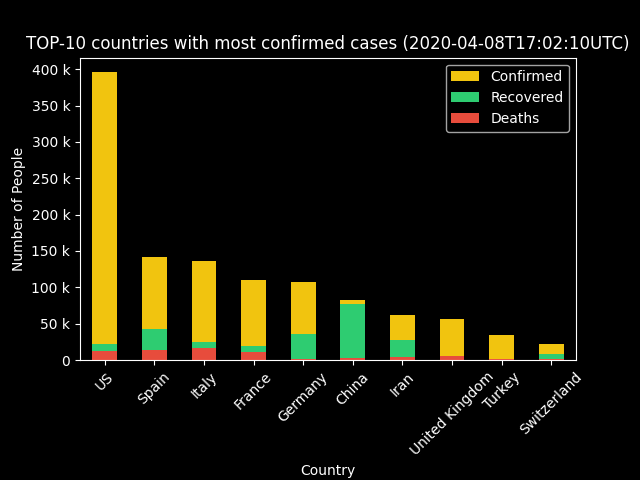 TOP-10 countries with most confirmed cases (2020-04-08T17:02:10UTC)
Confirmed
Recovered
Deaths
Number of People
400 k
350 k
300 k
250 k
200 k
150 k
100 k
50 k
0
US
Spain
Italy
France
Germany
China
Iran
United Kingdom
Turkey
Switzerland
Country